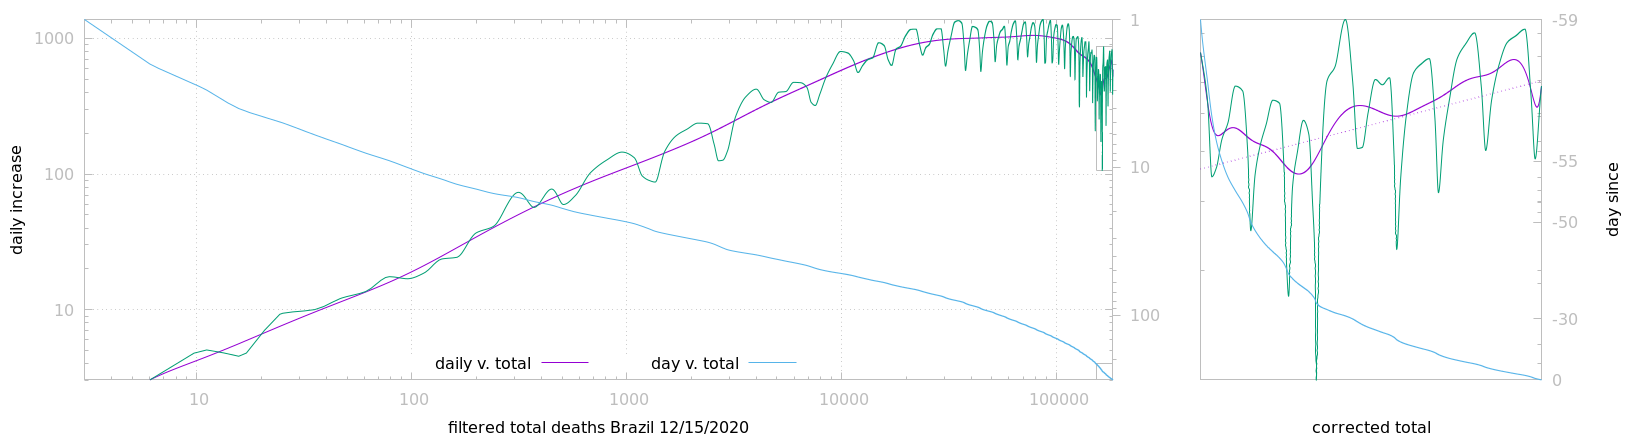 1000
100
10
daily increase
10
100
1000
10000
100000
1
10
100
daily v. total
day v. total
filtered total deaths Brazil 12/15/2020
-59
-55
-50
-30
0
day since
corrected total